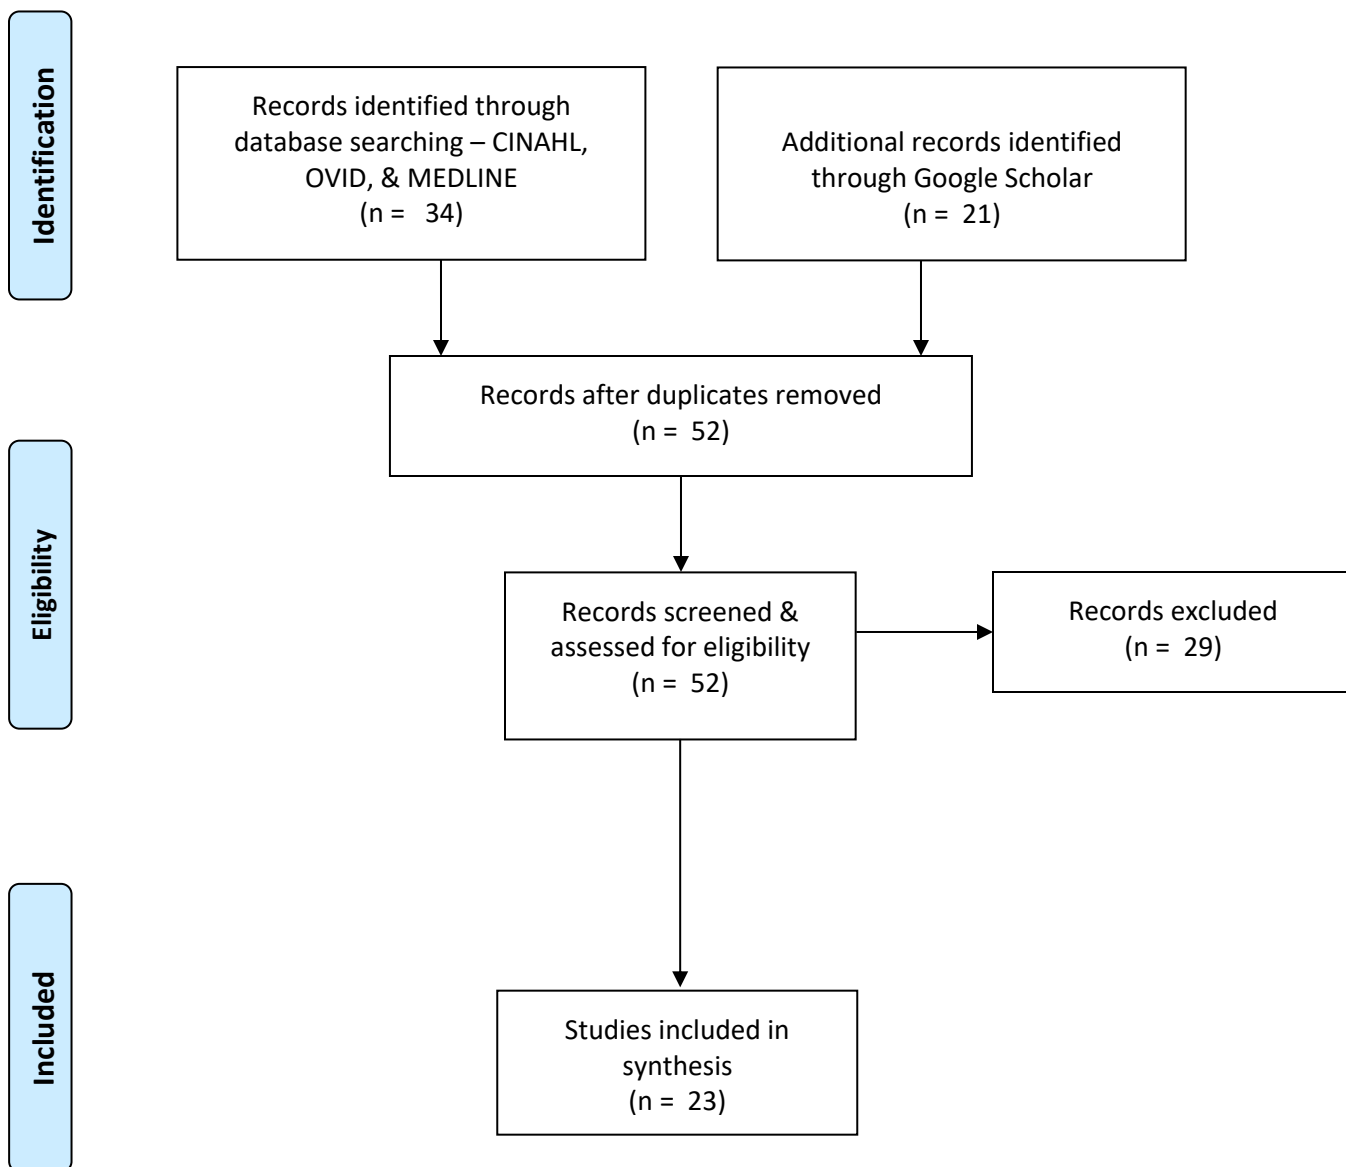 Identification
Records identified through
database searching – CINAHL,
OVID, & MEDLINE
(n =   34)
Additional records identified
through Google Scholar
(n =  21)
Records after duplicates removed
(n =  52)
Eligibility
Records screened &
assessed for eligibility
(n =  52)
Records excluded
(n =  29)
Included
Studies included in
synthesis
(n =  23)